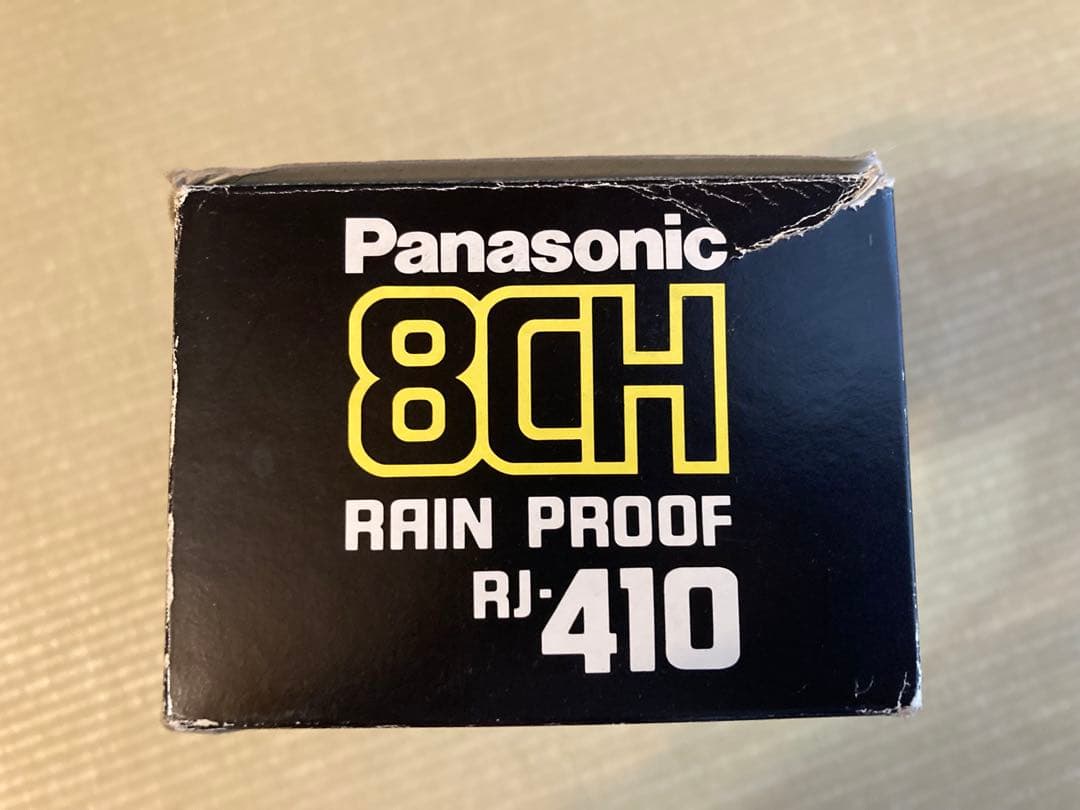 Panasonic
8CH
RAIN PROOF
RJ-410